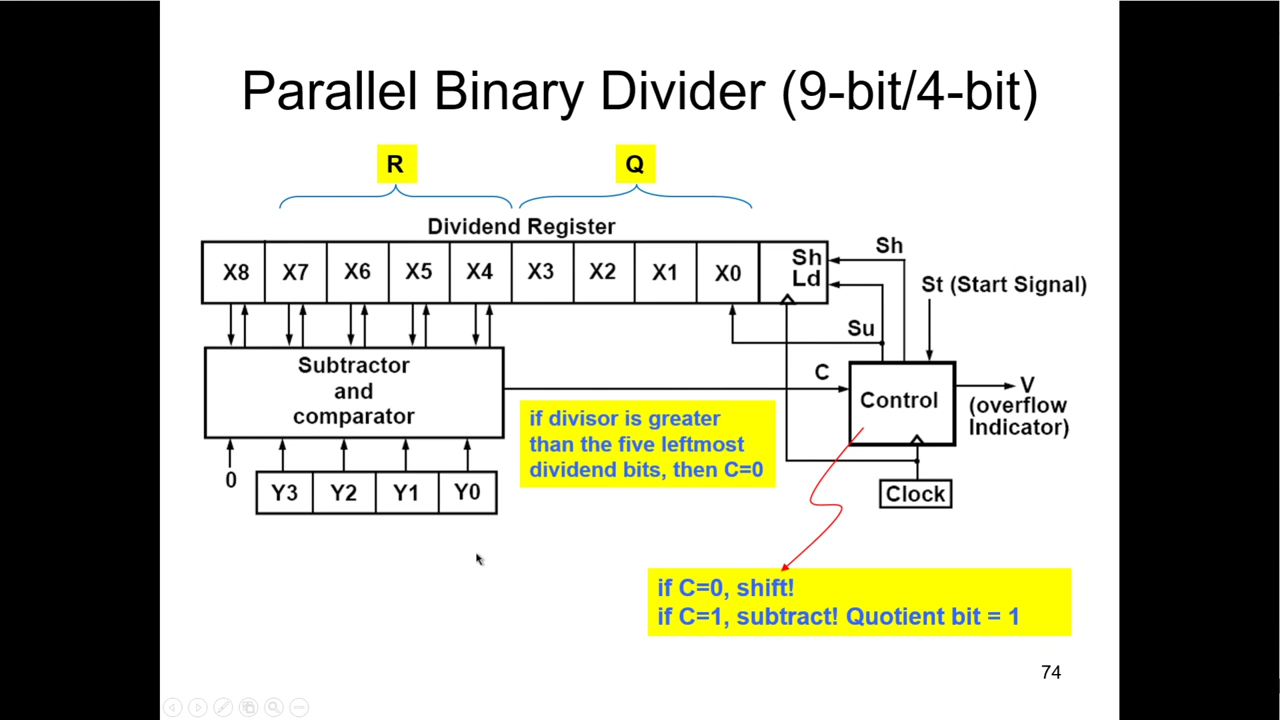 Parallel Binary Divider (9-bit/4-bit)
R
Q
Dividend Register
X8 X7 X6 X5 X4 X3 X2 X1 X0
Sh
Ld
Sh
St (Start Signal)
Su
Subtractor
and
comparator
C
Control
V
(overflow
Indicator)
if divisor is greater
than the five leftmost
dividend bits, then C=0
0
Y3 Y2 Y1 Y0
Clock
if C=0, shift!
if C=1, subtract! Quotient bit = 1
74